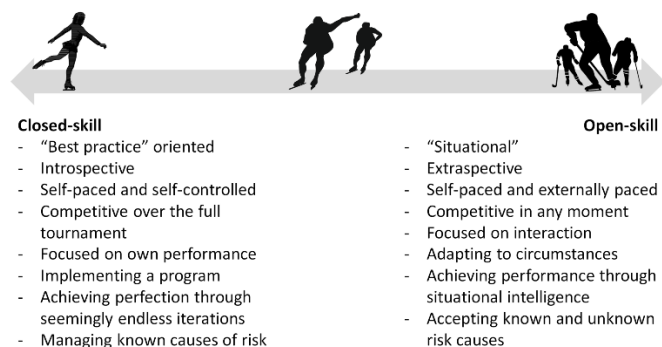 Closed-skill
- “Best practice” oriented
- Introspective
- Self-paced and self-controlled
- Competitive over the full
tournament
- Focused on own performance
- Implementing a program
- Achieving perfection through
seemingly endless iterations
- Managing known causes of risk
Open-skill
- “Situational”
- Extraspective
- Self-paced and externally paced
- Competitive in any moment
- Focused on interaction
- Adapting to circumstances
- Achieving performance through
situational intelligence
- Accepting known and unknown
risk causes